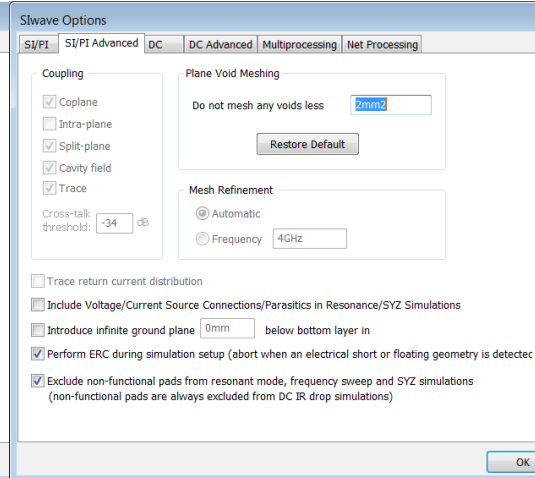 SIwave Options
SI/PI SI/PI Advanced DC DC Advanced Multiprocessing Net Processing
Coupling
Coplane
Intra-plane
Split-plane
Cavity field
Trace
Cross-talk
threshold: -34 dB
Plane Void Meshing
Do not mesh any voids less 2mm2
Restore Default
Mesh Refinement
Automatic
Frequency 4GHz
Trace return current distribution
Include Voltage/Current Source Connections/Parasitics in Resonance/SYZ Simulations
Introduce infinite ground plane 0mm below bottom layer in
Perform ERC during simulation setup (abort when an electrical short or floating geometry is detected
Exclude non-functional pads from resonant mode, frequency sweep and SYZ simulations
(non-functional pads are always excluded from DC IR drop simulations)
OK